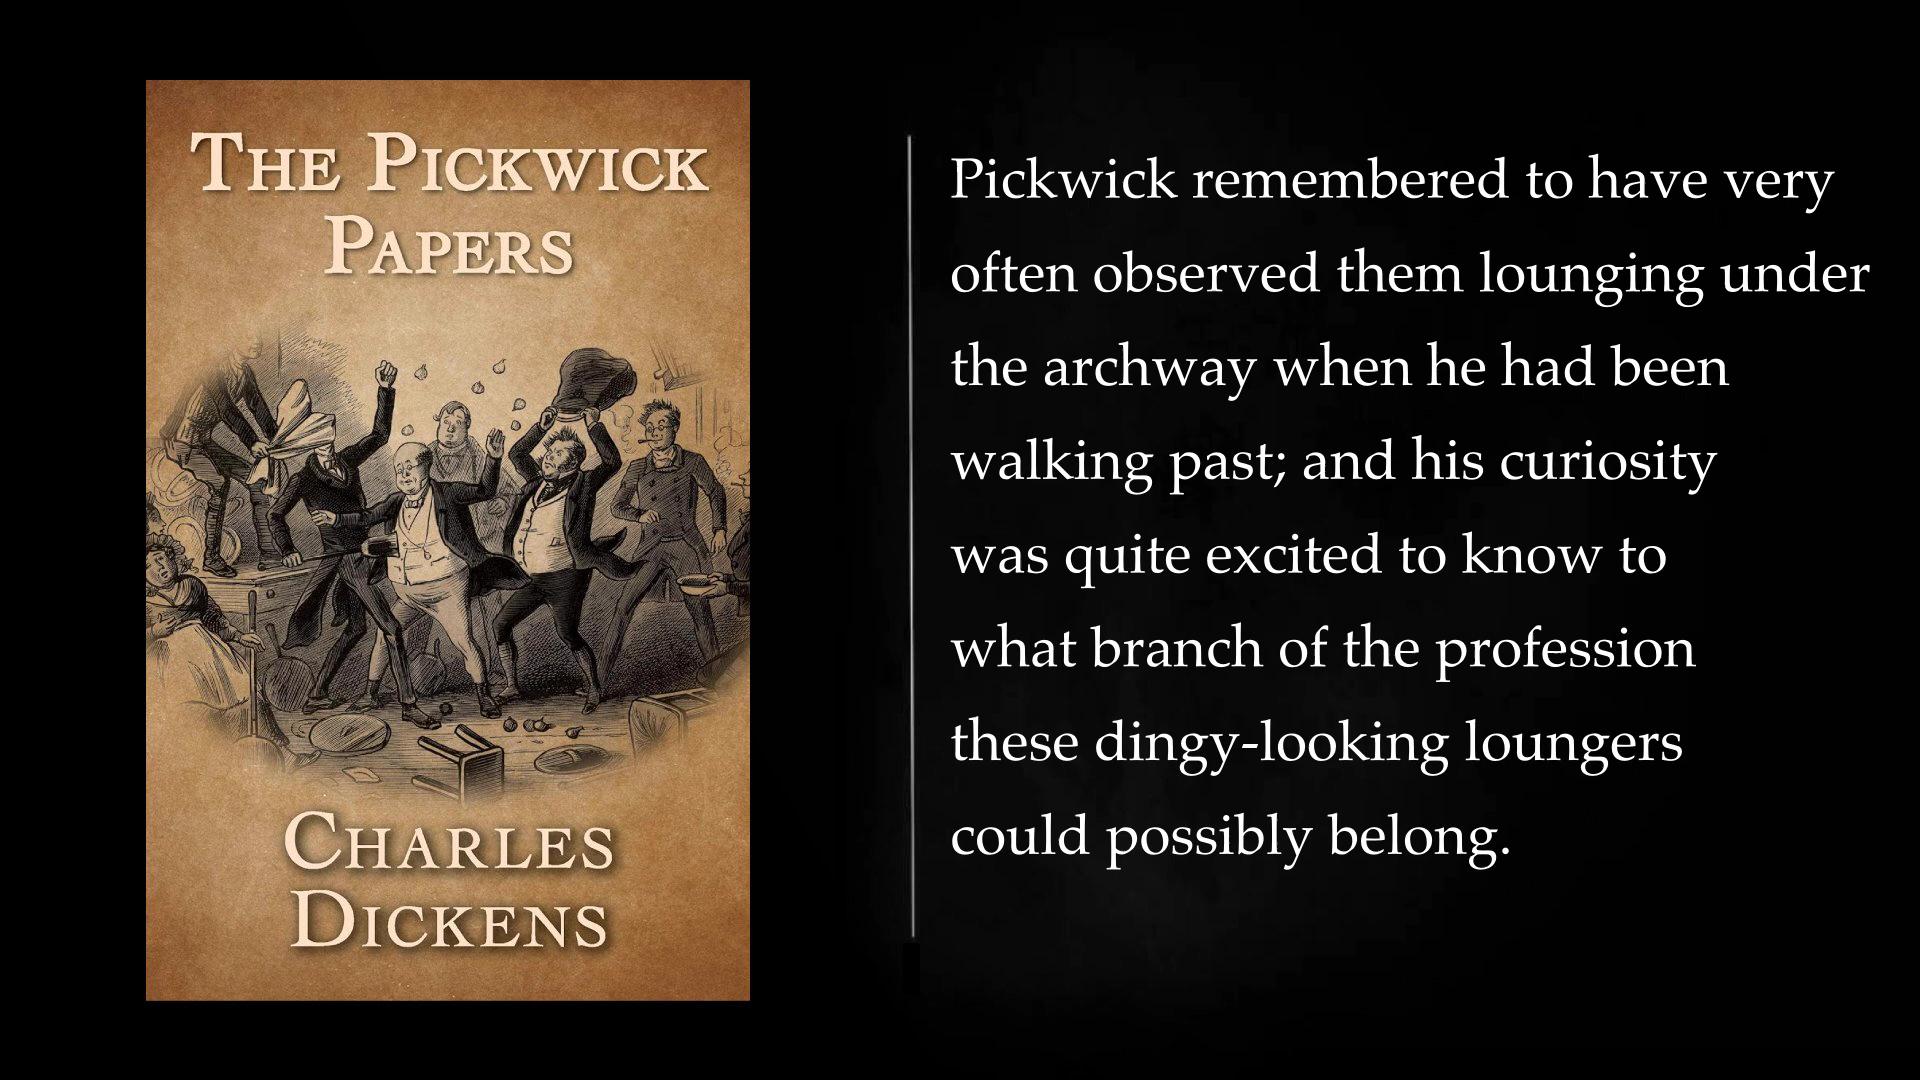 The Pickwick
Papers
Charles
Dickens
Pickwick remembered to have very
often observed them lounging under
the archway when he had been
walking past; and his curiosity
was quite excited to know to
what branch of the profession
these dingy-looking loungers
could possibly belong.